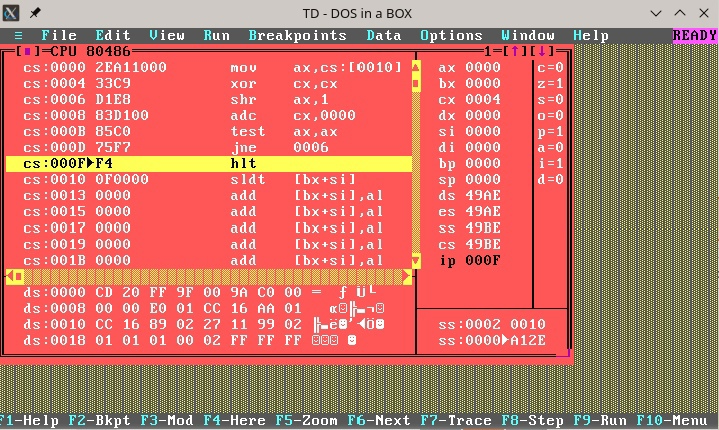 TD - DOS in a BOX
≡ File Edit View Run Breakpoints Data Options Window Help READY
[■]=CPU 80486 1=[↑][↓]
cs:0000 2EA11000 mov ax,cs:[0010] ax 0000 c=0
cs:0004 33C9 xor cx,cx bx 0000 z=1
cs:0006 D1E8 shr ax,1 cx 0004 s=0
cs:0008 83D100 adc cx,0000 dx 0000 o=0
cs:000B 85C0 test ax,ax si 0000 p=1
cs:000D 75F7 jne 0006 di 0000 a=0
cs:000F►F4 hlt bp 0000 i=1
cs:0010 0F0000 sldt [bx+si] sp 0000 d=0
cs:0013 0000 add [bx+si],al ds 49AE
cs:0015 0000 add [bx+si],al es 49AE
cs:0017 0000 add [bx+si],al ss 49BE
cs:0019 0000 add [bx+si],al cs 49BE
cs:001B 0000 add [bx+si],al ip 000F
ds:0000 CD 20 FF 9F 00 9A C0 00 = ƒ Ü└
ds:0008 00 00 E0 01 CC 16 AA 01 α☺╠▬¬☺
ds:0010 CC 16 89 02 27 11 99 02 ╠▬ë☻'◄Ö☻ ss:0002 0010
ds:0018 01 01 01 00 02 FF FF FF ☺☺☺ ☻ ss:0000►A12E
F1-Help F2-Bkpt F3-Mod F4-Here F5-Zoom F6-Next F7-Trace F8-Step F9-Run F10-Menu